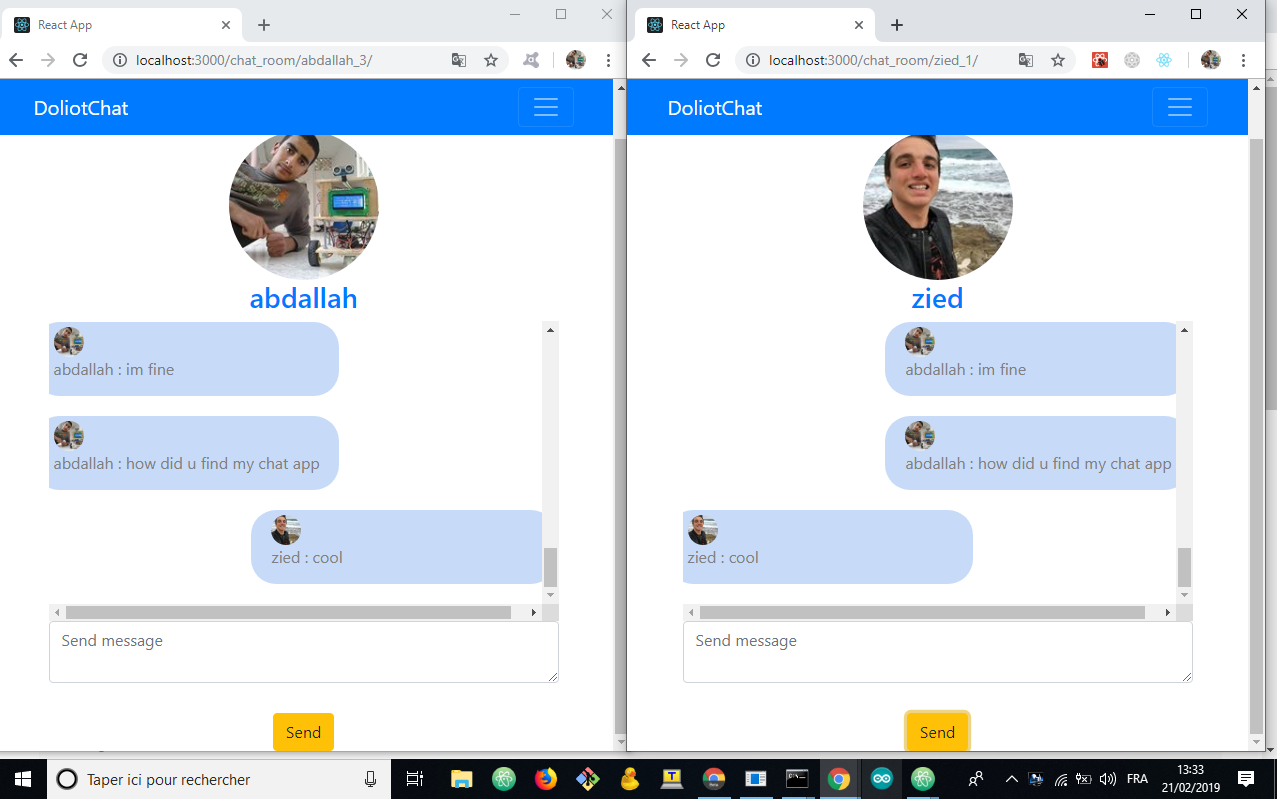 React App
localhost:3000/chat_room/abdallah_3/
DoliotChat
abdallah
abdallah : im fine
abdallah : how did u find my chat app
zied : cool
Send message
Send
React App
localhost:3000/chat_room/zied_1/
DoliotChat
zied
abdallah : im fine
abdallah : how did u find my chat app
zied : cool
Send message
Send
Taper ici pour rechercher
FRA
13:33
21/02/2019